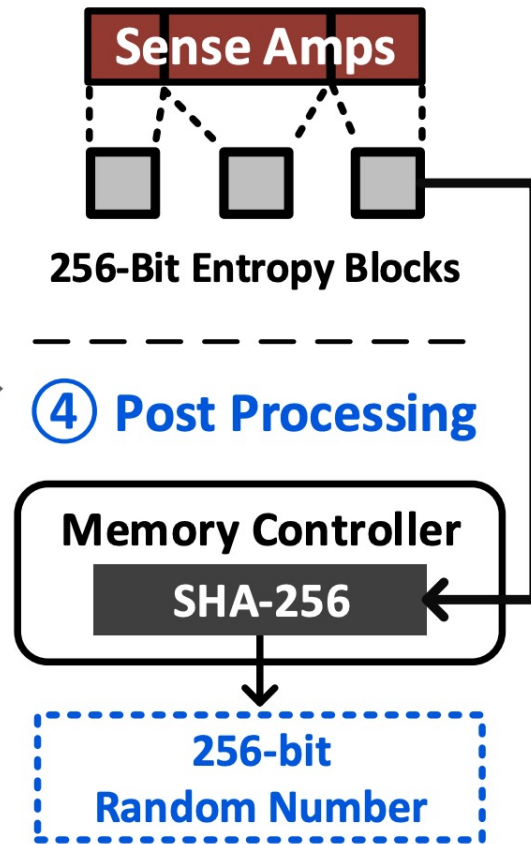 Sense Amps
256-Bit Entropy Blocks
④ Post Processing
Memory Controller
SHA-256
256-bit
Random Number